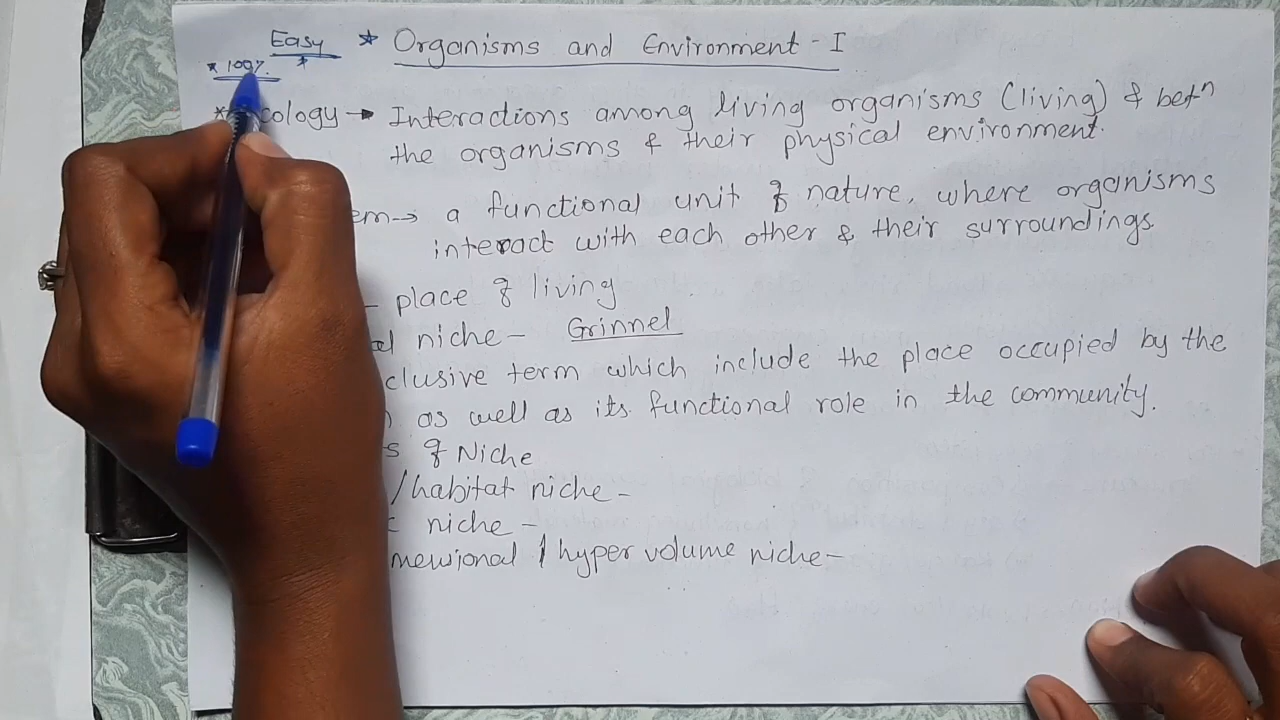 Easy * Organisms and Environment - I
* 100%.
*
* cology → Interactions among living organisms (living) & betⁿ
the organisms & their physical environment.
em → a functional unit of nature, where organisms
interact with each other & their surroundings.
- place of living
al niche - Grinnel
clusive term which include the place occupied by the
) as well as its functional role in the community.
s of Niche
/habitat niche -
c niche -
mensional / hyper volume niche -